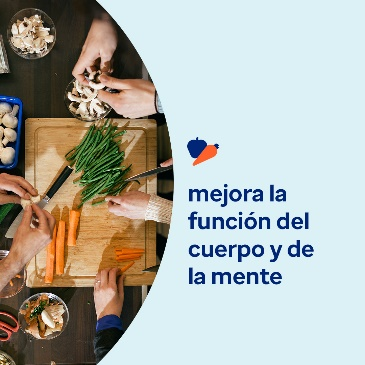 mejora la
función del
cuerpo y de
la mente